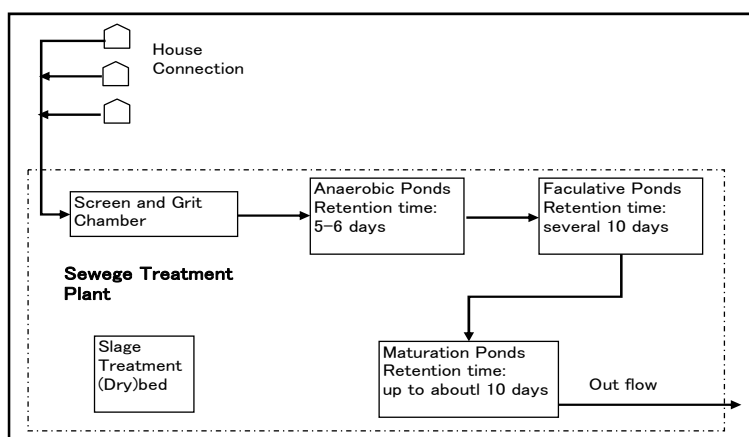 House
Connection
Screen and Grit
Chamber
Anaerobic Ponds
Retention time:
5-6 days
Faculative Ponds
Retention time:
several 10 days
Sewege Treatment
Plant
Slage
Treatment
(Dry)bed
Maturation Ponds
Retention time:
up to aboutl 10 days
Out flow